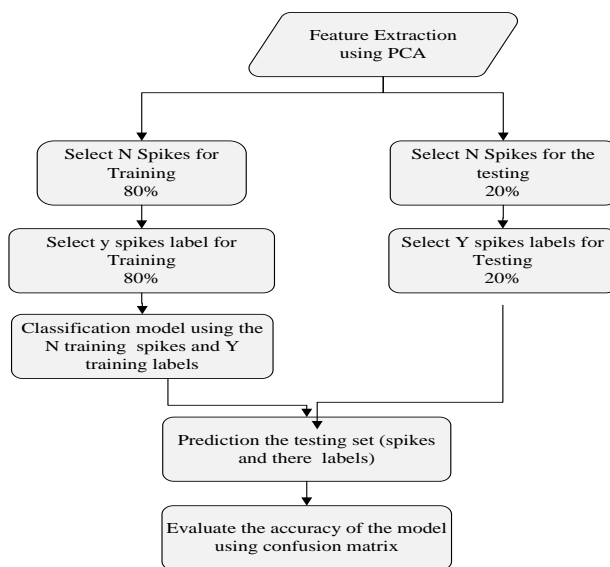 Feature Extraction
using PCA
Select N Spikes for
Training
80%
Select N Spikes for the
testing
20%
Select y spikes label for
Training
80%
Select Y spikes labels for
Testing
20%
Classification model using the
N training spikes and Y
training labels
Prediction the testing set (spikes
and there labels)
Evaluate the accuracy of the model
using confusion matrix